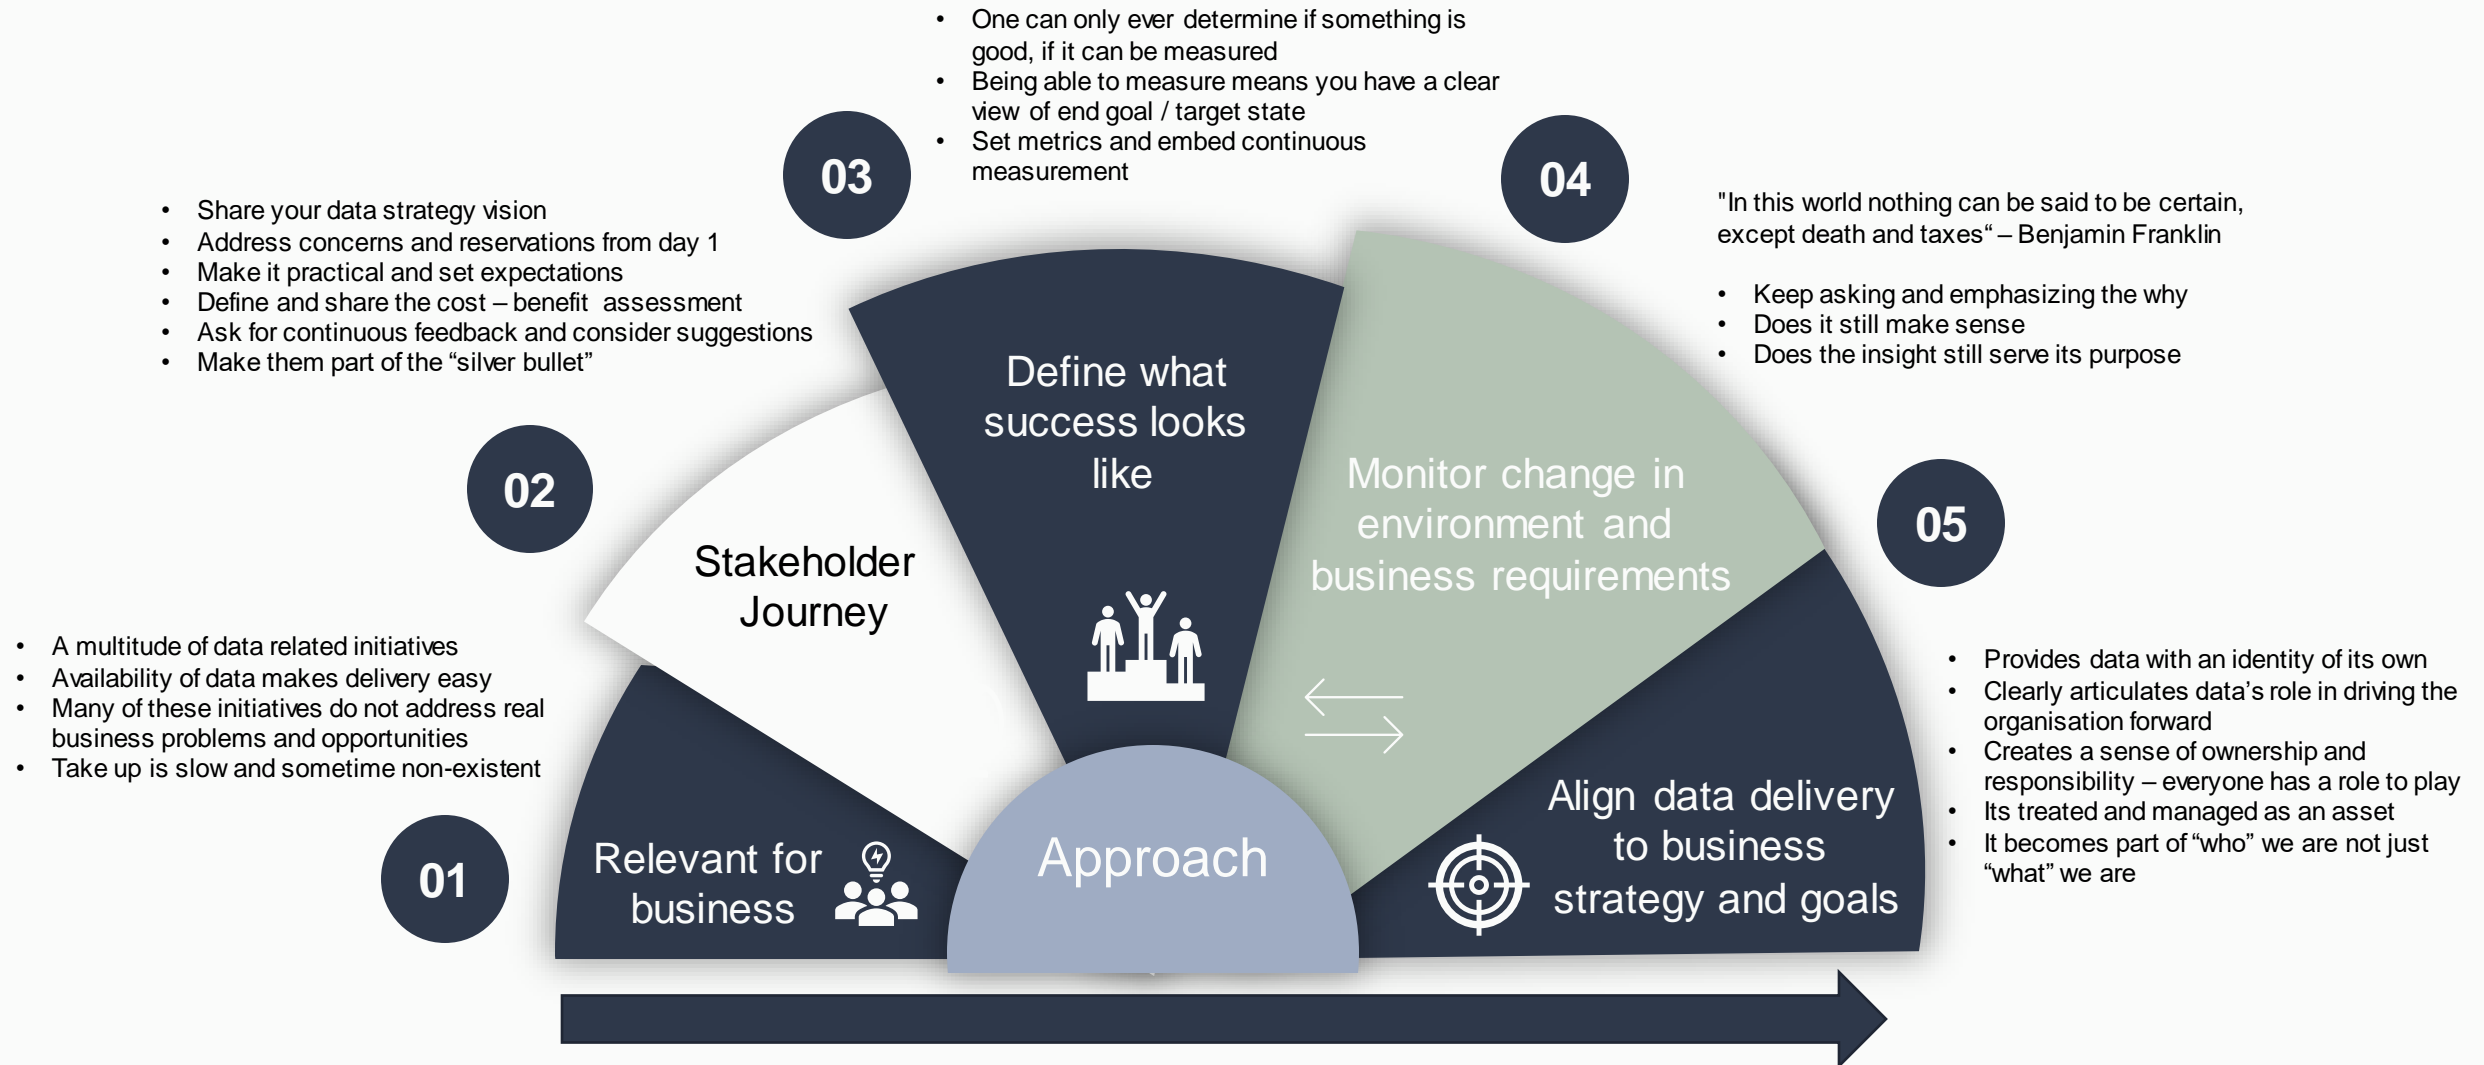 01
Relevant for
business
• A multitude of data related initiatives
• Availability of data makes delivery easy
• Many of these initiatives do not address real
business problems and opportunities
• Take up is slow and sometime non-existent
02
Stakeholder
Journey
• Share your data strategy vision
• Address concerns and reservations from day 1
• Make it practical and set expectations
• Define and share the cost – benefit assessment
• Ask for continuous feedback and consider suggestions
• Make them part of the “silver bullet”
03
Define what
success looks
like
• One can only ever determine if something is
good, if it can be measured
• Being able to measure means you have a clear
view of end goal / target state
• Set metrics and embed continuous
measurement
04
Monitor change in
environment and
business requirements
"In this world nothing can be said to be certain,
except death and taxes“ – Benjamin Franklin
• Keep asking and emphasizing the why
• Does it still make sense
• Does the insight still serve its purpose
05
Align data delivery
to business
strategy and goals
• Provides data with an identity of its own
• Clearly articulates data’s role in driving the
organisation forward
• Creates a sense of ownership and
responsibility – everyone has a role to play
• Its treated and managed as an asset
• It becomes part of “who” we are not just
“what” we are
Approach